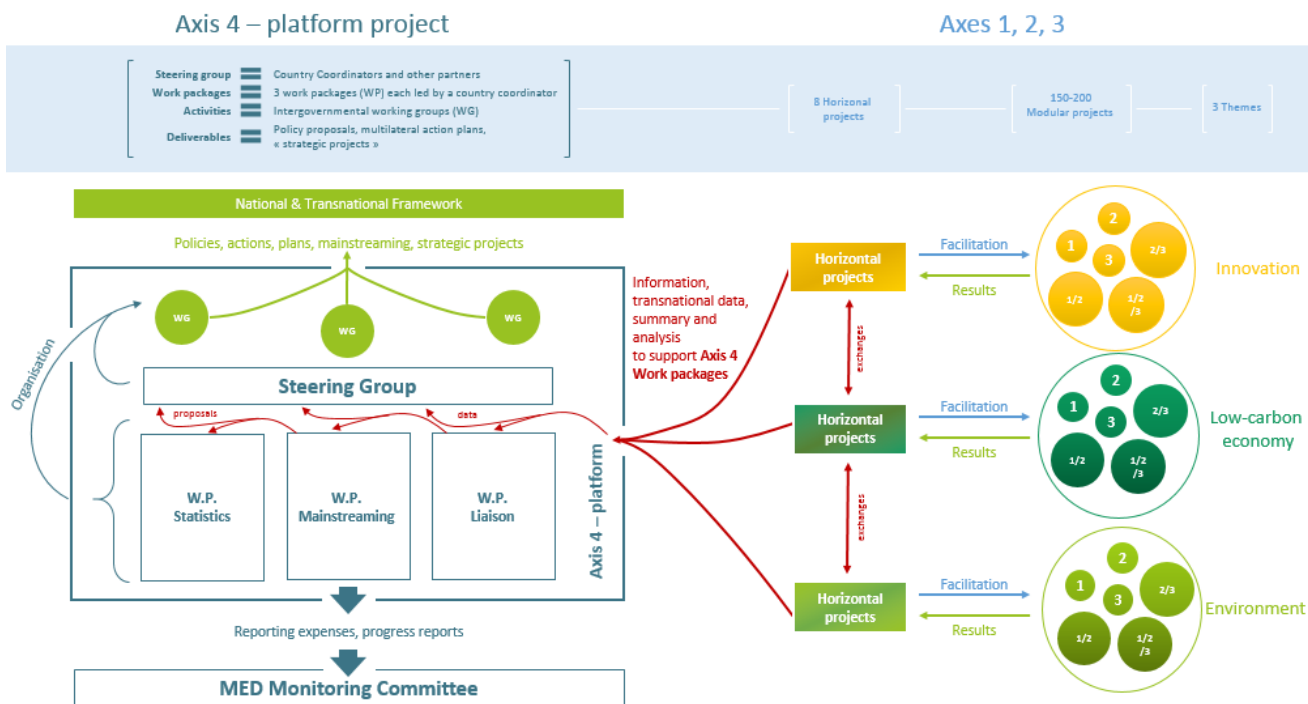 Axis 4 – platform project
Axes 1, 2, 3
Steering group
Country Coordinators and other partners
Work packages
3 work packages (WP) each led by a country coordinator
Activities
Intergovernmental working groups (WG)
Deliverables
Policy proposals, multilateral action plans,
« strategic projects »
8 Horizonal
projects
150-200
Modular projects
3 Themes
National & Transnational Framework
Policies, actions, plans, mainstreaming, strategic projects
WG
WG
WG
Organisation
Steering Group
proposals
data
W.P.
Statistics
W.P.
Mainstreaming
W.P.
Liaison
Axis 4 – platform
Reporting expenses, progress reports
MED Monitoring Committee
Information,
transnational data,
summary and
analysis
to support Axis 4
Work packages
Horizontal
projects
exchanges
Horizontal
projects
exchanges
Horizontal
projects
Facilitation
Results
1
2
3
2/3
1/2
1/2
/3
Innovation
Facilitation
Results
1
2
3
2/3
1/2
1/2
/3
Low-carbon
economy
Facilitation
Results
1
2
3
2/3
1/2
1/2
/3
Environment